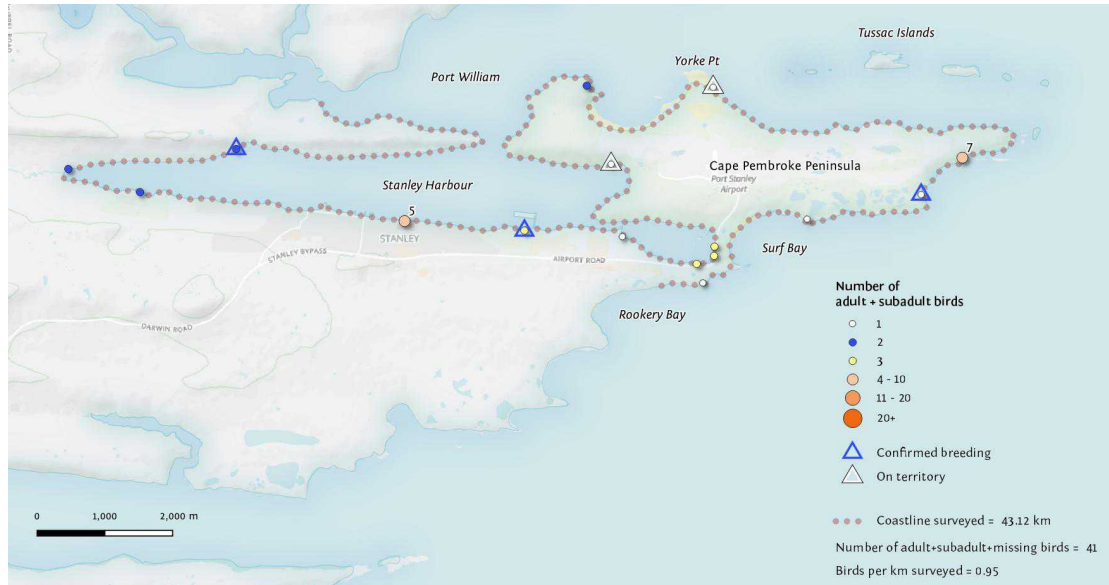 Tussac Islands
Yorke Pt
Port William
7
Cape Pembroke Peninsula
Port Stanley
Airport
Stanley Harbour
5
STANLEY
STANLEY BYPASS
AIRPORT ROAD
Surf Bay
Rookery Bay
DARWIN ROAD
Number of
adult + subadult birds
1
2
3
4 - 10
11 - 20
20+
Confirmed breeding
On territory
0 1,000 2,000 m
Coastline surveyed = 43.12 km
Number of adult+subadult+missing birds = 41
Birds per km surveyed = 0.95